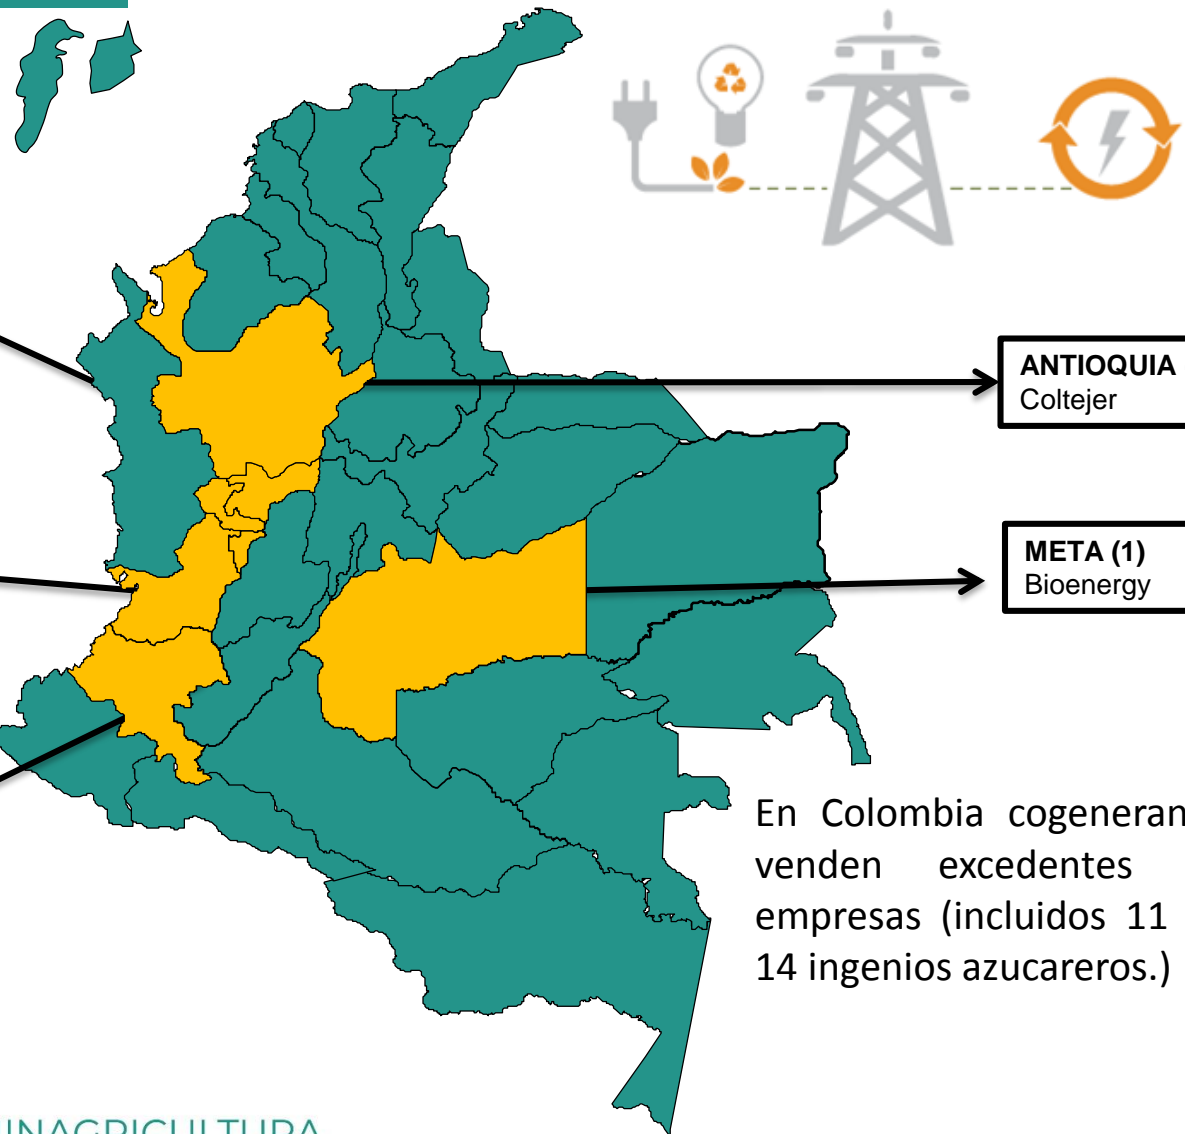 ANTIOQUIA
Coltejer
META (1)
Bioenergy
En Colombia cogeneran
venden excedentes
empresas (incluidos 11
14 ingenios azucareros.)